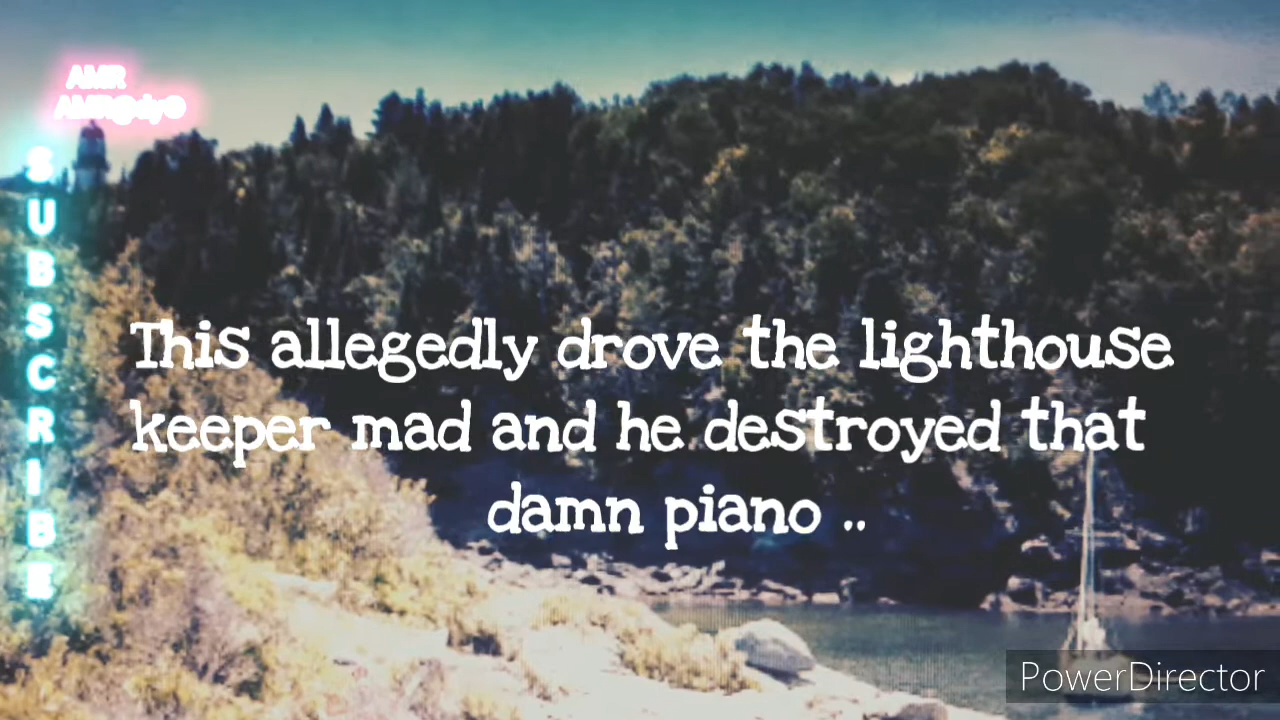 AMR
S
U
B
S
C
R
I
B
E
This allegedly drove the lighthouse
keeper mad and he destroyed that
damn piano ..
PowerDirector